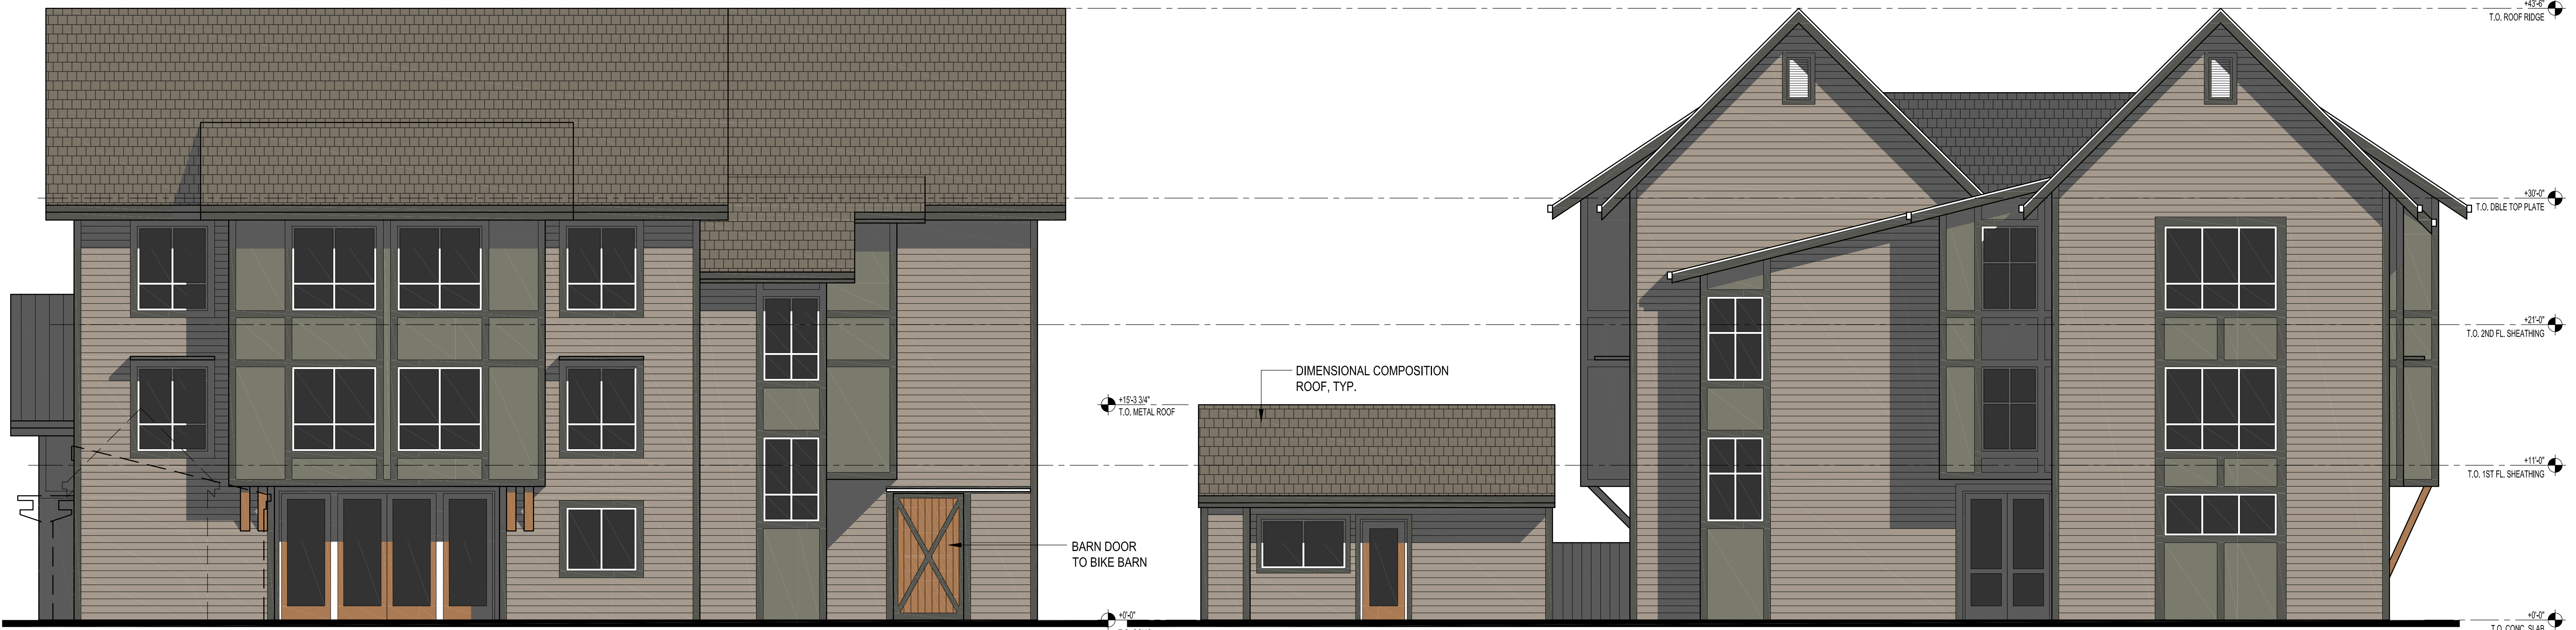 +43'-6"
T.O. ROOF RIDGE
+30'-0"
T.O. DBLE TOP PLATE
+21'-0"
T.O. 2ND FL. SHEATHING
DIMENSIONAL COMPOSITION
ROOF, TYP.
+15'-3 3/4"
T.O. METAL ROOF
+11'-0"
T.O. 1ST FL. SHEATHING
BARN DOOR
TO BIKE BARN
+0'-0"
+0'-0"
T.O. CONC. SLAB